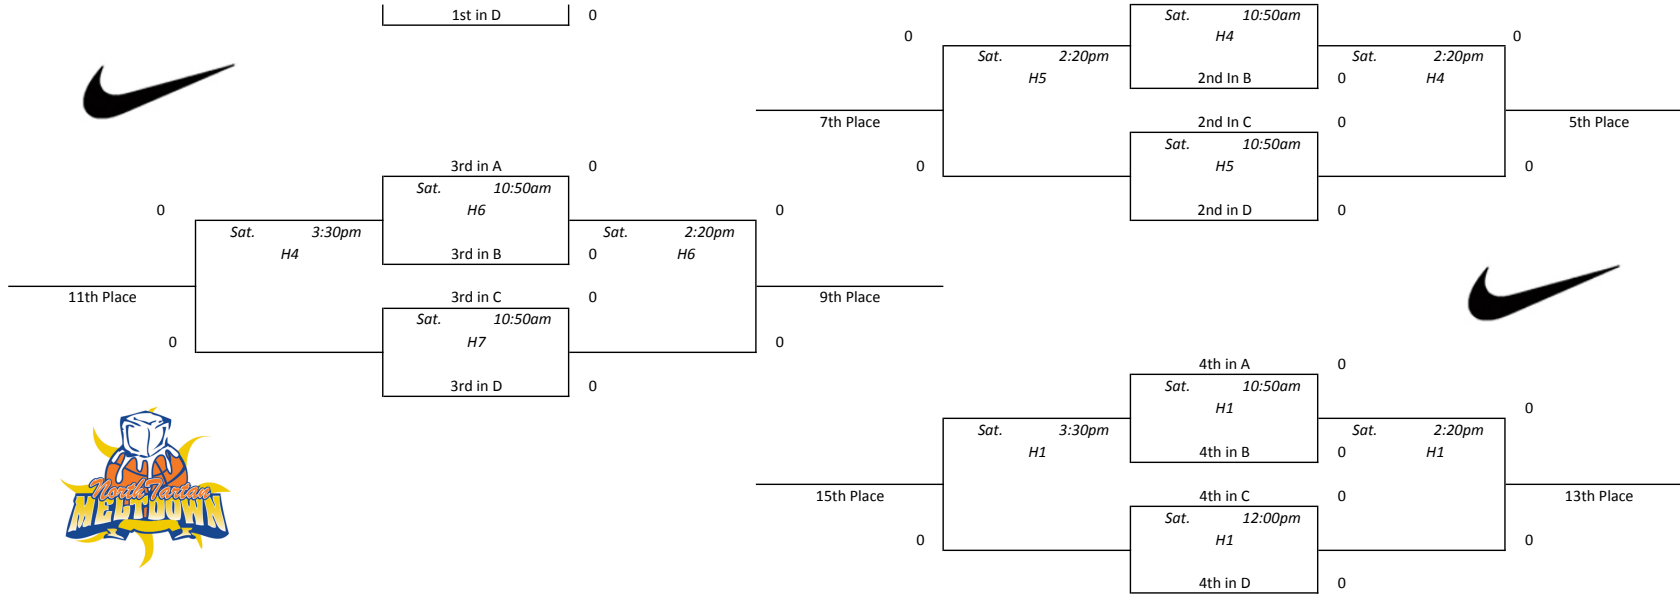 1st in D 0
Sat. 10:50am
H4
2nd In B 0
0
Sat. 2:20pm
H5
7th Place
0
0
Sat. 2:20pm
H4
5th Place
0
2nd In C 0
Sat. 10:50am
H5
2nd in D 0
3rd in A 0
Sat. 10:50am
H6
3rd in B 0
0
Sat. 3:30pm
H4
11th Place
0
0
Sat. 2:20pm
H6
9th Place
0
3rd in C 0
Sat. 10:50am
H7
3rd in D 0
4th in A 0
Sat. 10:50am
H1
4th in B 0
Sat. 3:30pm
H1
15th Place
0
0
Sat. 2:20pm
H1
13th Place
0
4th in C 0
Sat. 12:00pm
H1
4th in D 0
North Tartan
MELTDOWN